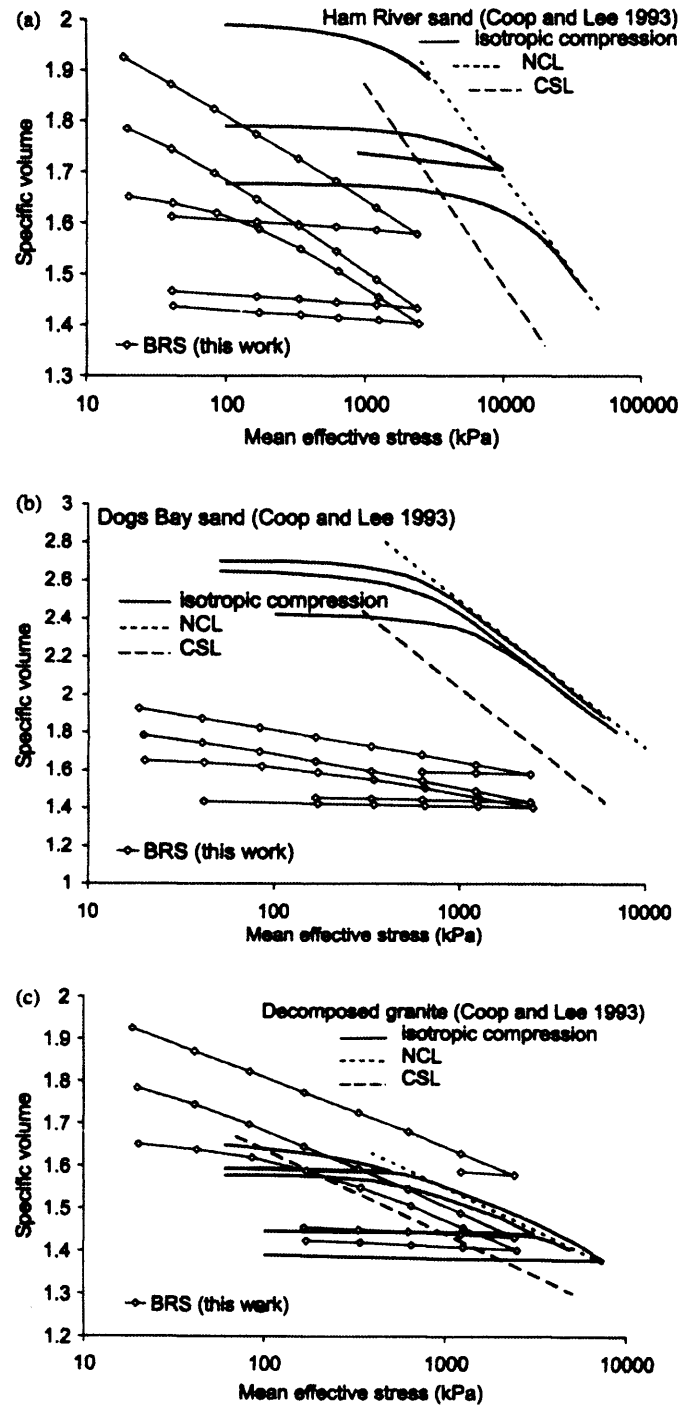 (a)
Ham River sand (Coop and Lee 1993)
isotropic compression
NCL
CSL
2
1.9
1.8
1.7
1.6
1.5
1.4
1.3
Specific volume
BRS (this work)
10
100
1000
10000
100000
Mean effective stress (kPa)
(b)
Dogs Bay sand (Coop and Lee 1993)
isotropic compression
NCL
CSL
3
2.8
2.6
2.4
2.2
2
1.8
1.6
1.4
1.2
1
Specific volume
BRS (this work)
10
100
1000
10000
Mean effective stress (kPa)
(c)
Decomposed granite (Coop and Lee 1993)
isotropic compression
NCL
CSL
2
1.9
1.8
1.7
1.6
1.5
1.4
1.3
1.2
Specific volume
BRS (this work)
10
100
1000
10000
Mean effective stress (kPa)